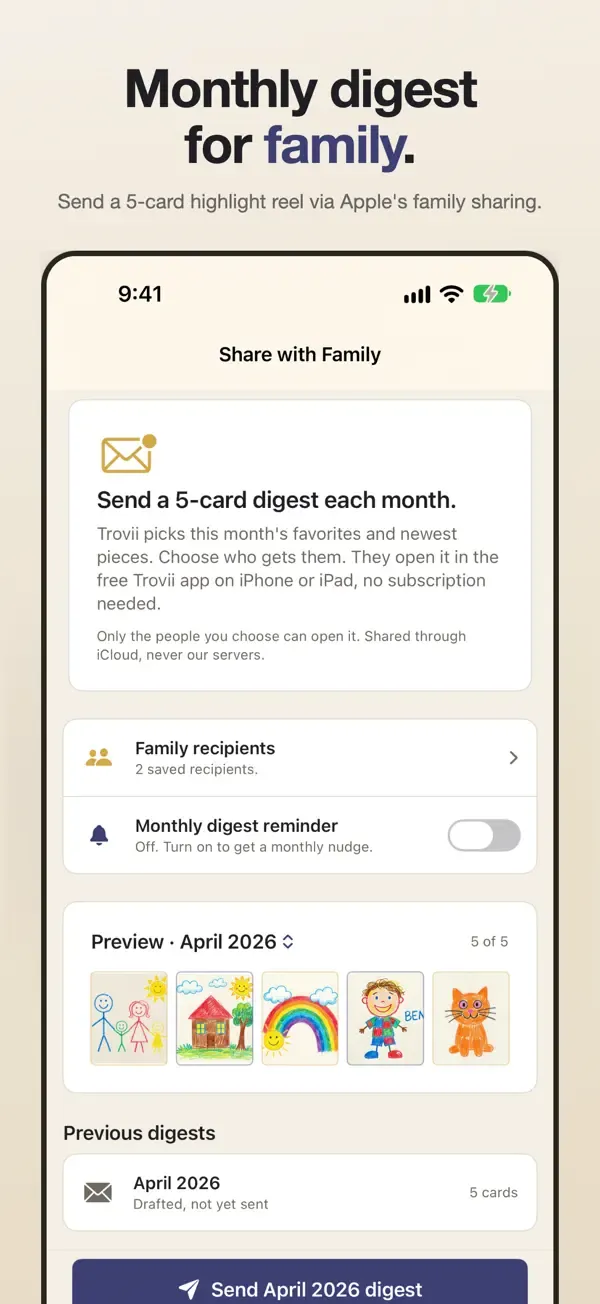 Monthly digest
for family.
Send a 5-card highlight reel via Apple's family sharing.
9:41
Share with Family
Send a 5-card digest each month.
Trovii picks this month's favorites and newest
pieces. Choose who gets them. They open it in the
free Trovii app on iPhone or iPad, no subscription
needed.
Only the people you choose can open it. Shared through
iCloud, never our servers.
Family recipients
2 saved recipients.
Monthly digest reminder
Off. Turn on to get a monthly nudge.
Preview · April 2026
5 of 5
BEN
Previous digests
April 2026
Drafted, not yet sent
5 cards
Send April 2026 digest